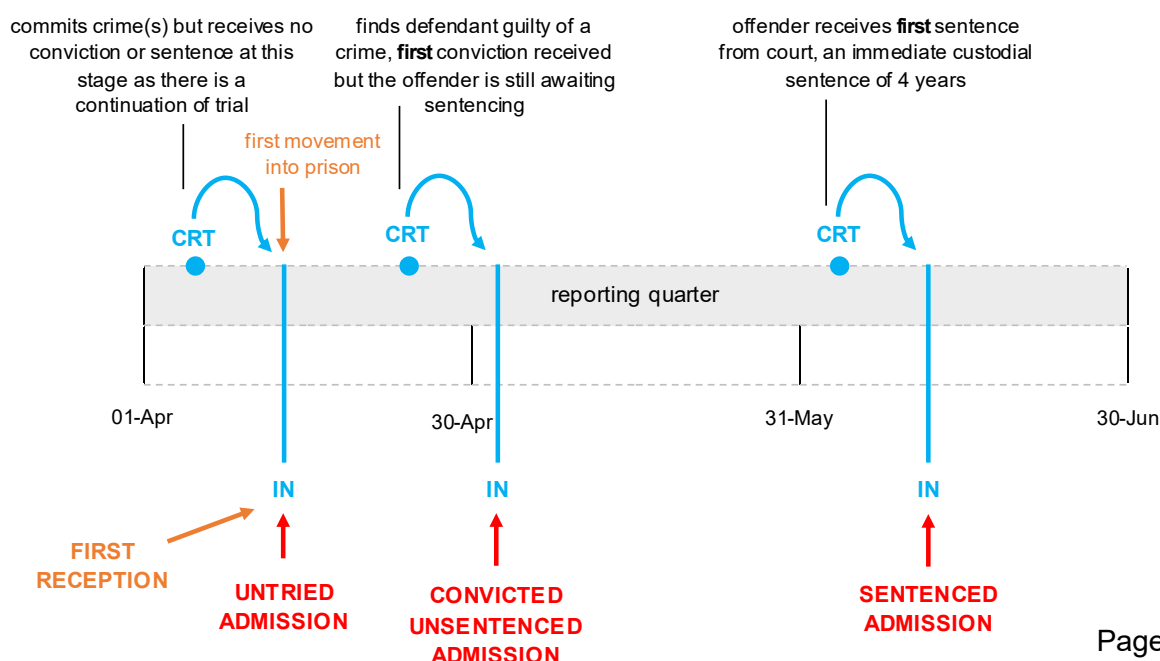 commits crime(s) but receives no
conviction or sentence at this
stage as there is a
continuation of trial
finds defendant guilty of a
crime, first conviction received
but the offender is still awaiting
sentencing
offender receives first sentence
from court, an immediate custodial
sentence of 4 years
first movement
into prison
CRT
CRT
CRT
reporting quarter
01-Apr
30-Apr
31-May
30-Jun
IN
IN
IN
FIRST
RECEPTION
UNTRIED
ADMISSION
CONVICTED
UNSENTENCED
ADMISSION
SENTENCED
ADMISSION
Page